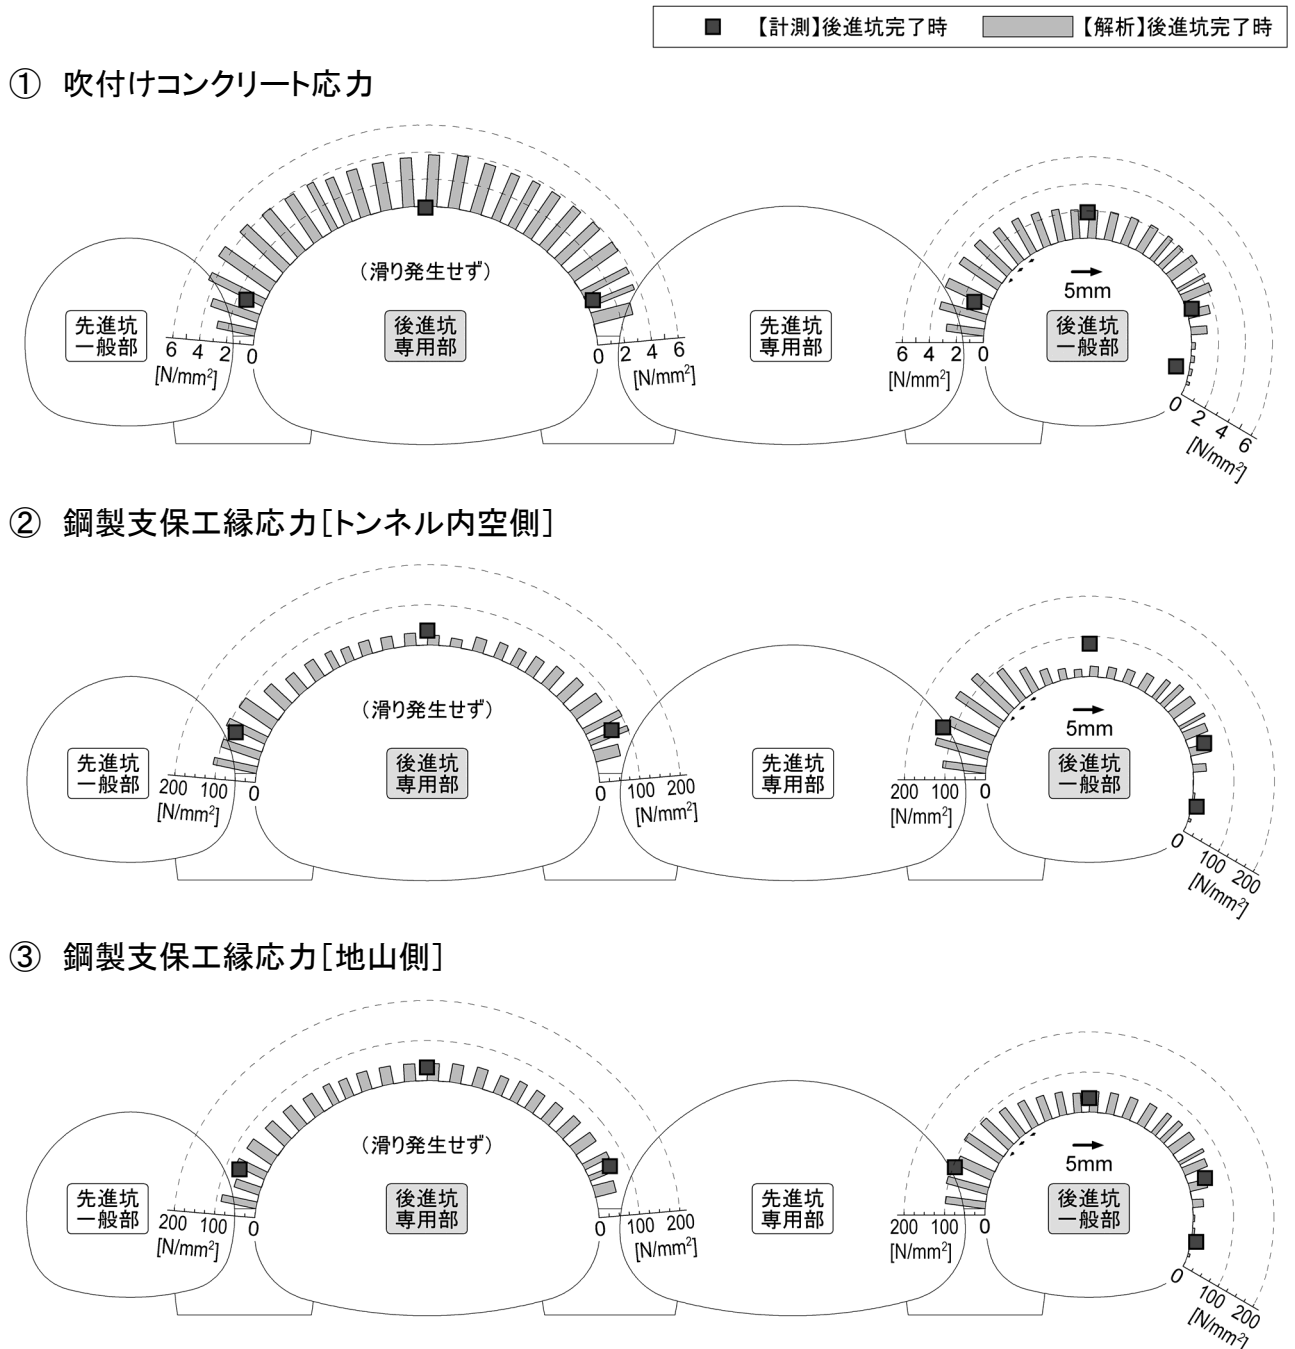 【計測】後進坑完了時 【解析】後進坑完了時
① 吹付けコンクリート応力
(滑り発生せず)
5mm
先進坑
一般部
後進坑
専用部
先進坑
専用部
後進坑
一般部
6 4 2 0
[N/mm²]
0 2 4 6
[N/mm²]
6 4 2 0
[N/mm²]
0 2 4 6
[N/mm²]
② 鋼製支保工縁応力[トンネル内空側]
(滑り発生せず)
5mm
先進坑
一般部
後進坑
専用部
先進坑
専用部
後進坑
一般部
200 100 0
[N/mm²]
0 100 200
[N/mm²]
200 100 0
[N/mm²]
0 100 200
[N/mm²]
③ 鋼製支保工縁応力[地山側]
(滑り発生せず)
5mm
先進坑
一般部
後進坑
専用部
先進坑
専用部
後進坑
一般部
200 100 0
[N/mm²]
0 100 200
[N/mm²]
200 100 0
[N/mm²]
0 100 200
[N/mm²]